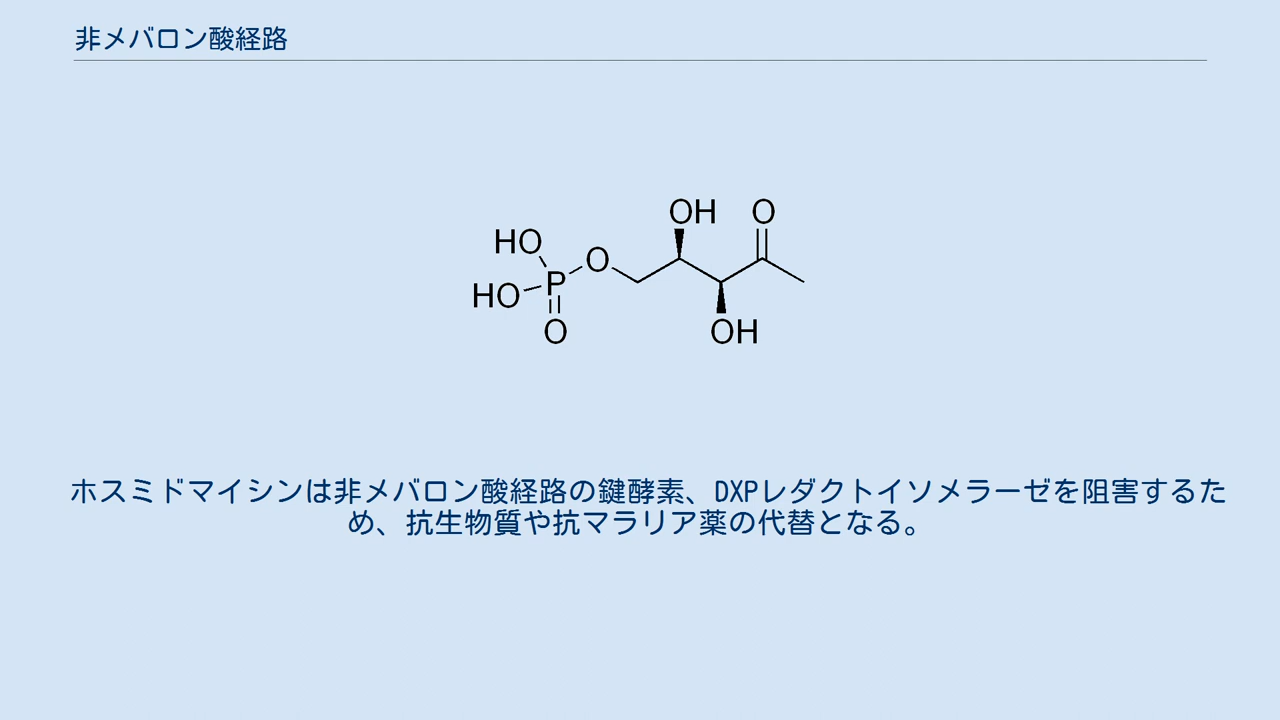 非メバロン酸経路
OH
O
HO
O
P
HO
O
OH
ホスミドマイシンは非メバロン酸経路の鍵酵素、DXPレダクトイソメラーゼを阻害するた
め、抗生物質や抗マラリア薬の代替となる。